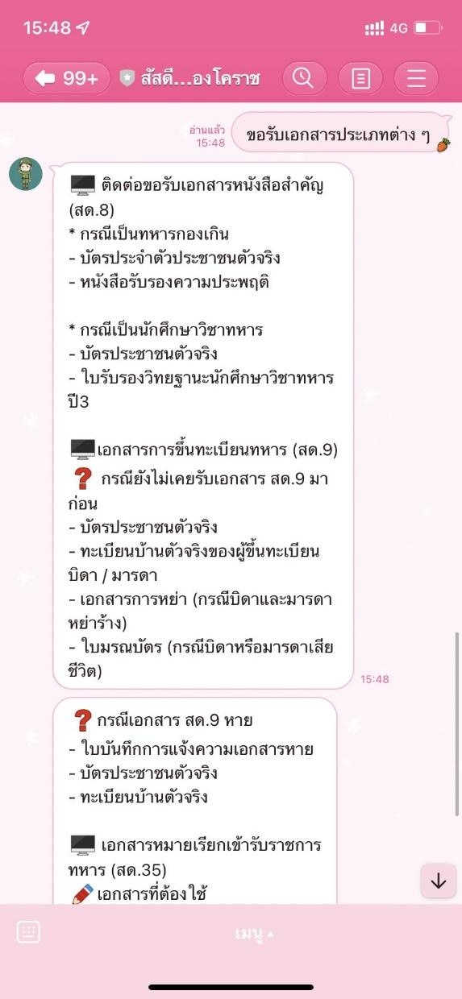 15:48
4G
99+
สัสดี...องโคราช
อ่านแล้ว
15:48
ขอรับเอกสารประเภทต่าง ๆ
ติดต่อขอรับเอกสารหนังสือสำคัญ
(สด.8)
* กรณีเป็นทหารกองเกิน
- บัตรประจำตัวประชาชนตัวจริง
- หนังสือรับรองความประพฤติ
* กรณีเป็นนักศึกษาวิชาทหาร
- บัตรประชาชนตัวจริง
- ใบรับรองวิทยฐานะนักศึกษาวิชาทหาร
ปี3
เอกสารการขึ้นทะเบียนทหาร (สด.9)
❓ กรณียังไม่เคยรับเอกสาร สด.9 มา
ก่อน
- บัตรประชาชนตัวจริง
- ทะเบียนบ้านตัวจริงของผู้ขึ้นทะเบียน
บิดา / มารดา
- เอกสารการหย่า (กรณีบิดาและมารดา
หย่าร้าง)
- ใบมรณบัตร (กรณีบิดาหรือมารดาเสีย
ชีวิต)
15:48
❓ กรณีเอกสาร สด.9 หาย
- ใบบันทึกการแจ้งความเอกสารหาย
- บัตรประชาชนตัวจริง
- ทะเบียนบ้านตัวจริง
เอกสารหมายเรียกเข้ารับราชการ
ทหาร (สด.35)
เอกสารที่ต้องใช้
เมนู